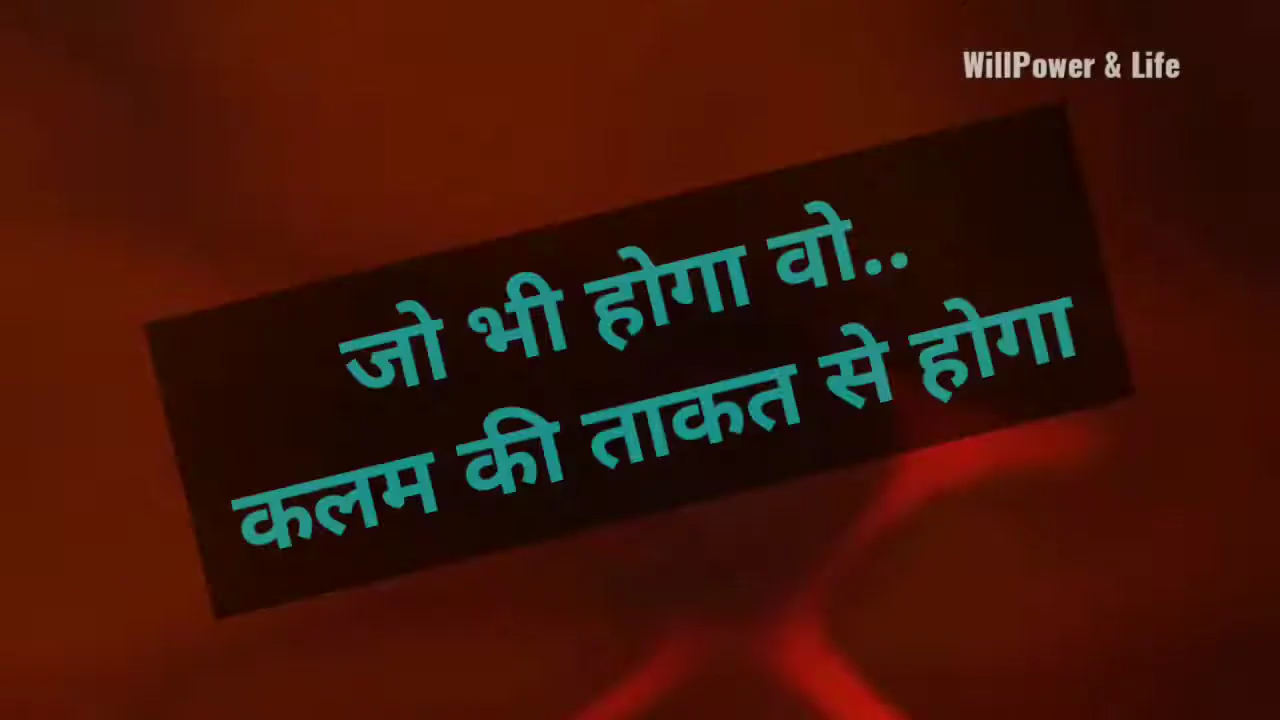 WillPower & Life
जो भी होगा वो..
कलम की ताकत से होगा